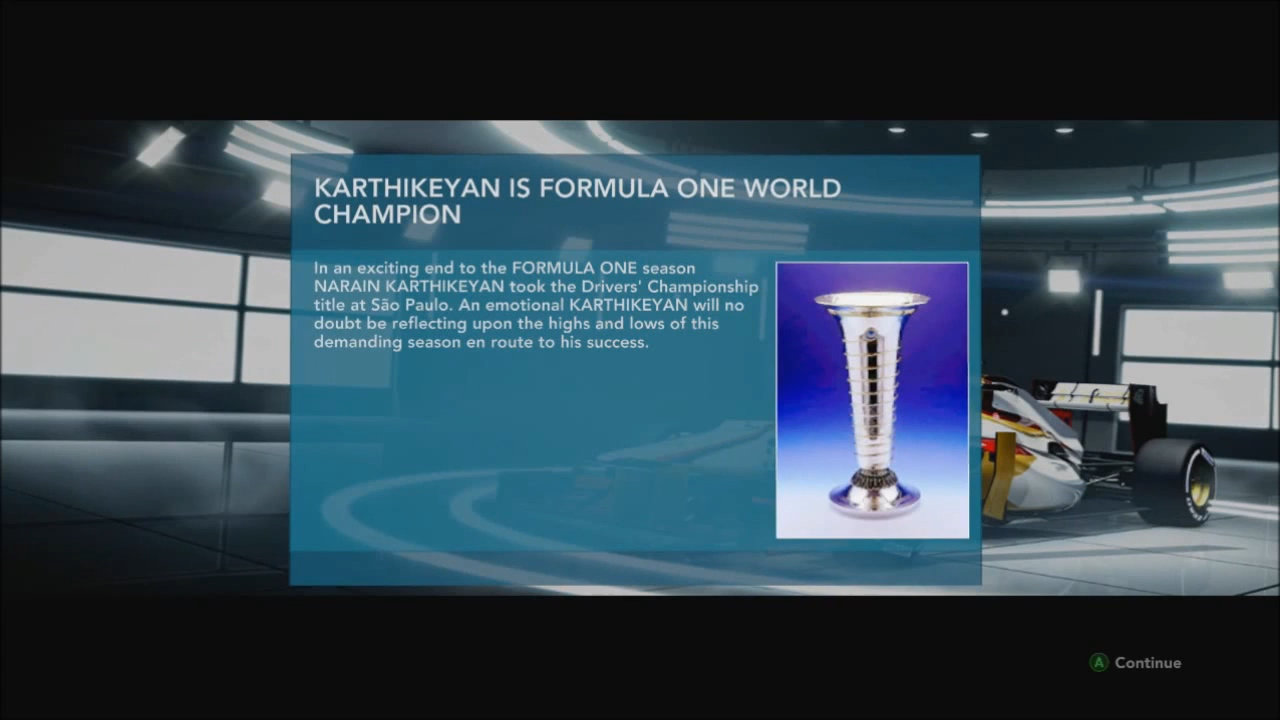 KARTHIKEYAN IS FORMULA ONE WORLD
CHAMPION
In an exciting end to the FORMULA ONE season
NARAIN KARTHIKEYAN took the Drivers' Championship
title at São Paulo. An emotional KARTHIKEYAN will no
doubt be reflecting upon the highs and lows of this
demanding season en route to his success.
A Continue